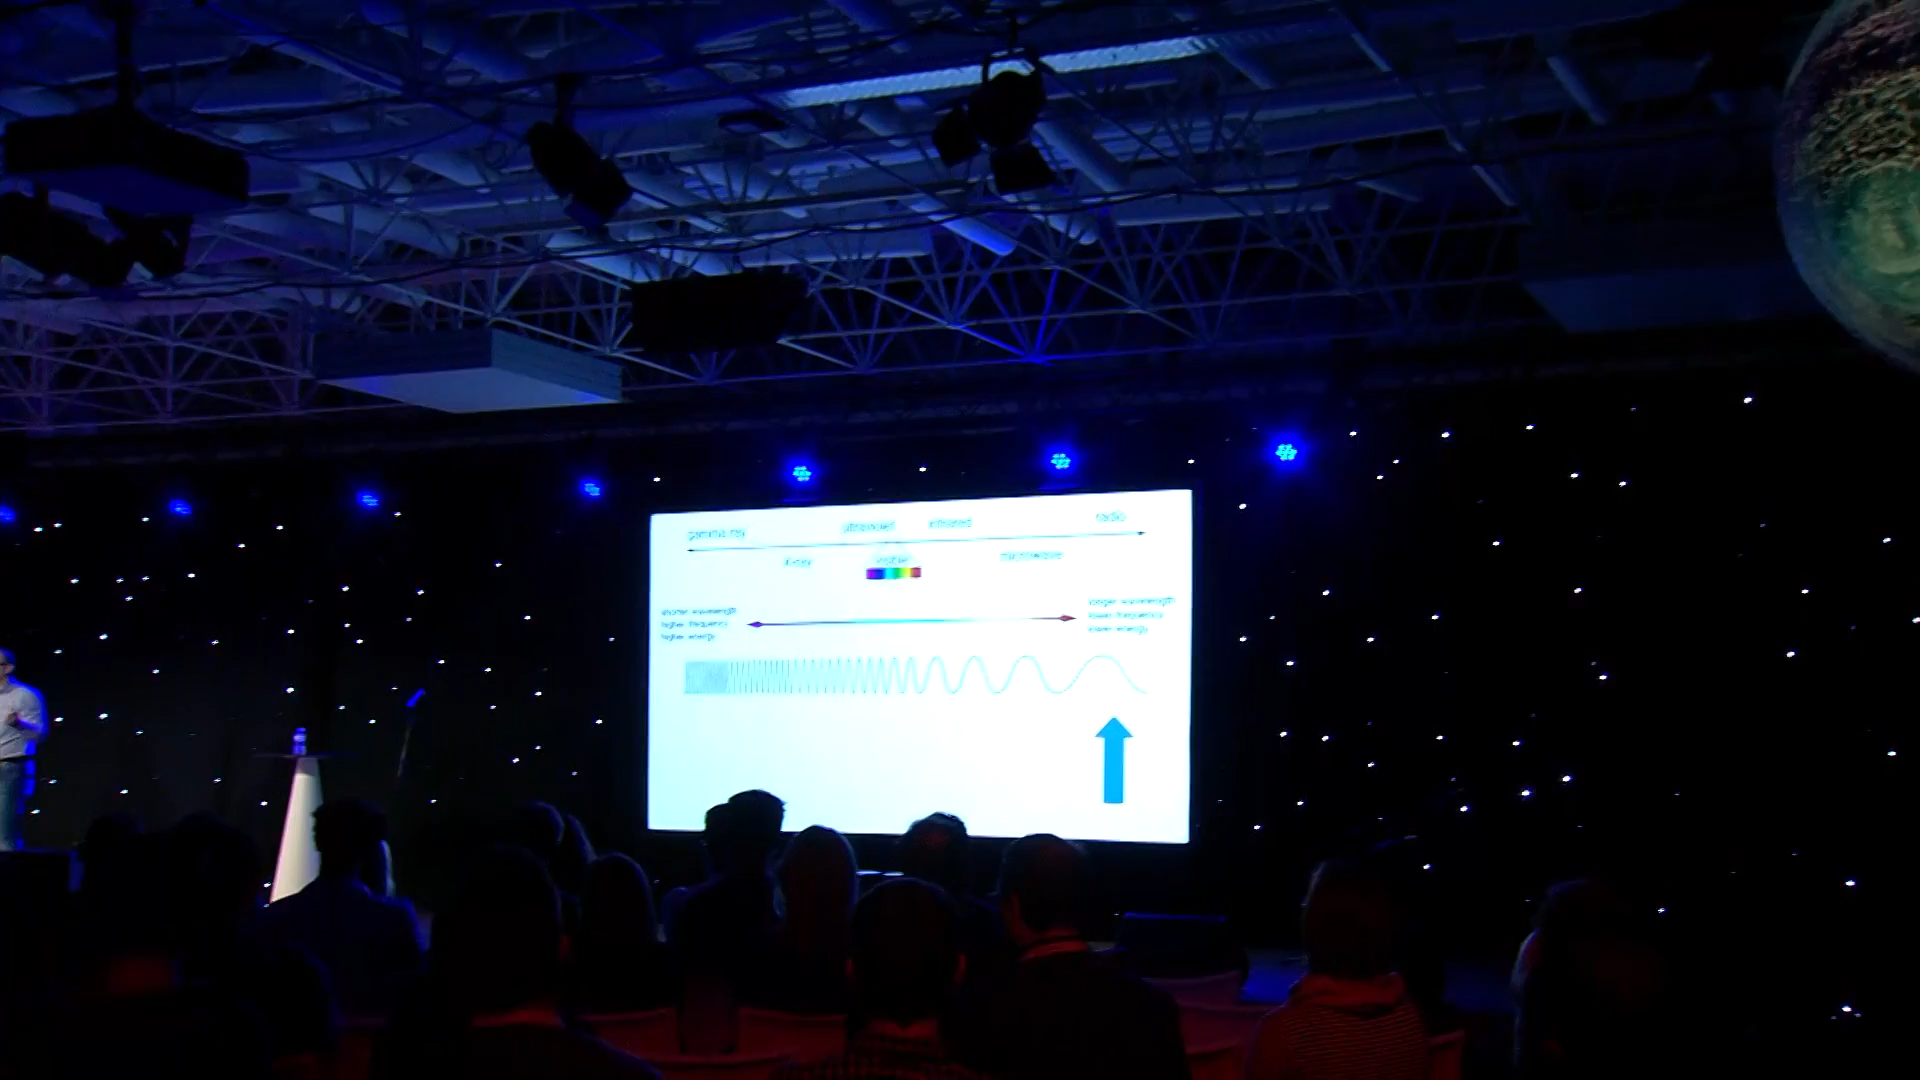 gamma ray
ultraviolet
infrared
radio
x-ray
visible
microwave
shorter wavelength
higher frequency
higher energy
longer wavelength
lower frequency
lower energy